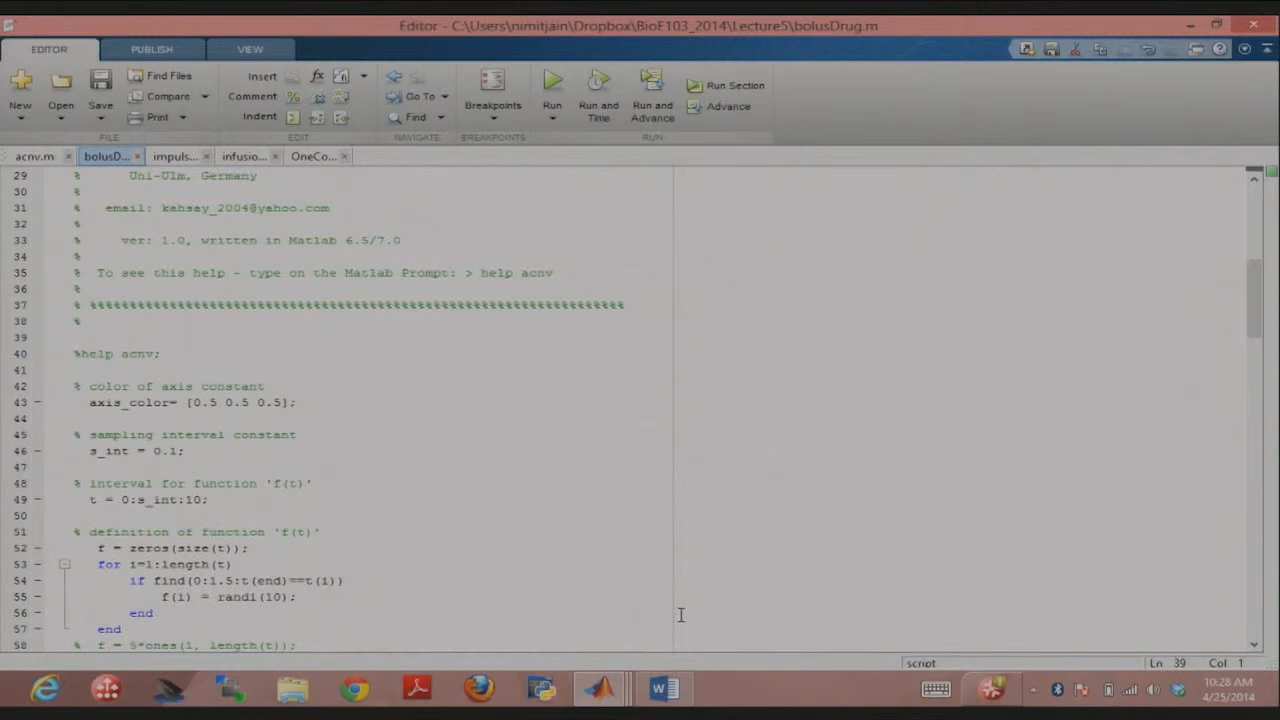 Editor - C:\Users\nimitjain\Dropbox\BioE103_2014\Lecture5\bolusDrug.m
EDITOR PUBLISH VIEW
New Open Save Find Files Compare Print
Insert Comment Indent fx
Go To Find
Breakpoints
Run Run and Time Run and Advance Run Section Advance
FILE EDIT NAVIGATE BREAKPOINTS RUN
acnv.m bolusD... impuls... infusio... OneCo...
29 % Uni-Ulm, Germany
30 %
31 % email: kahsay_2004@yahoo.com
32 %
33 % ver: 1.0, written in Matlab 6.5/7.0
34 %
35 % To see this help - type on the Matlab Prompt: > help acnv
36 %
37 % %%%%%%%%%%%%%%%%%%%%%%%%%%%%%%%%%%%%%%%%%%%%%%%%%%%%%%%%%%%%%%%%%%%%
38 %
39
40 %help acnv;
41
42 % color of axis constant
43 - axis_color= [0.5 0.5 0.5];
44
45 % sampling interval constant
46 - s_int = 0.1;
47
48 % interval for function 'f(t)'
49 - t = 0:s_int:10;
50
51 % definition of function 'f(t)'
52 - f = zeros(size(t));
53 - for i=1:length(t)
54 - if find(0:1.5:t(end)==t(i))
55 - f(i) = randi(10);
56 - end
57 - end
58 % f = 5*ones(1, length(t));
script Ln 39 Col 1
10:28 AM
4/25/2014